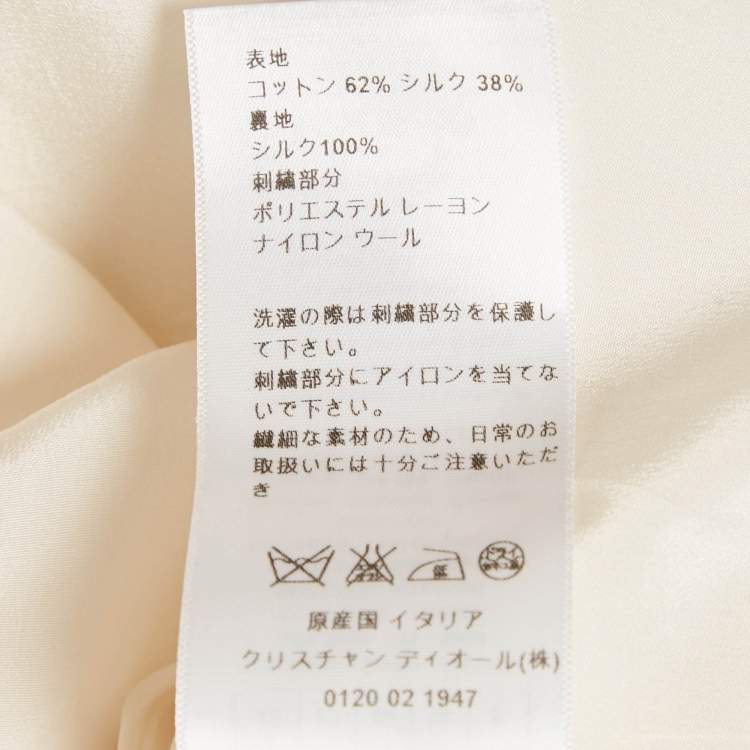 表地
コットン 62% シルク 38%
裏地
シルク100%
刺繍部分
ポリエステル レーヨン
ナイロン ウール
洗濯の際は刺繍部分を保護し
て下さい。
刺繍部分にアイロンを当てな
いで下さい。
繊細な素材のため、日常のお
取扱いには十分ご注意いただ
き
低
ドライ
原産国 イタリア
クリスチャン ディオール(株)
0120 02 1947